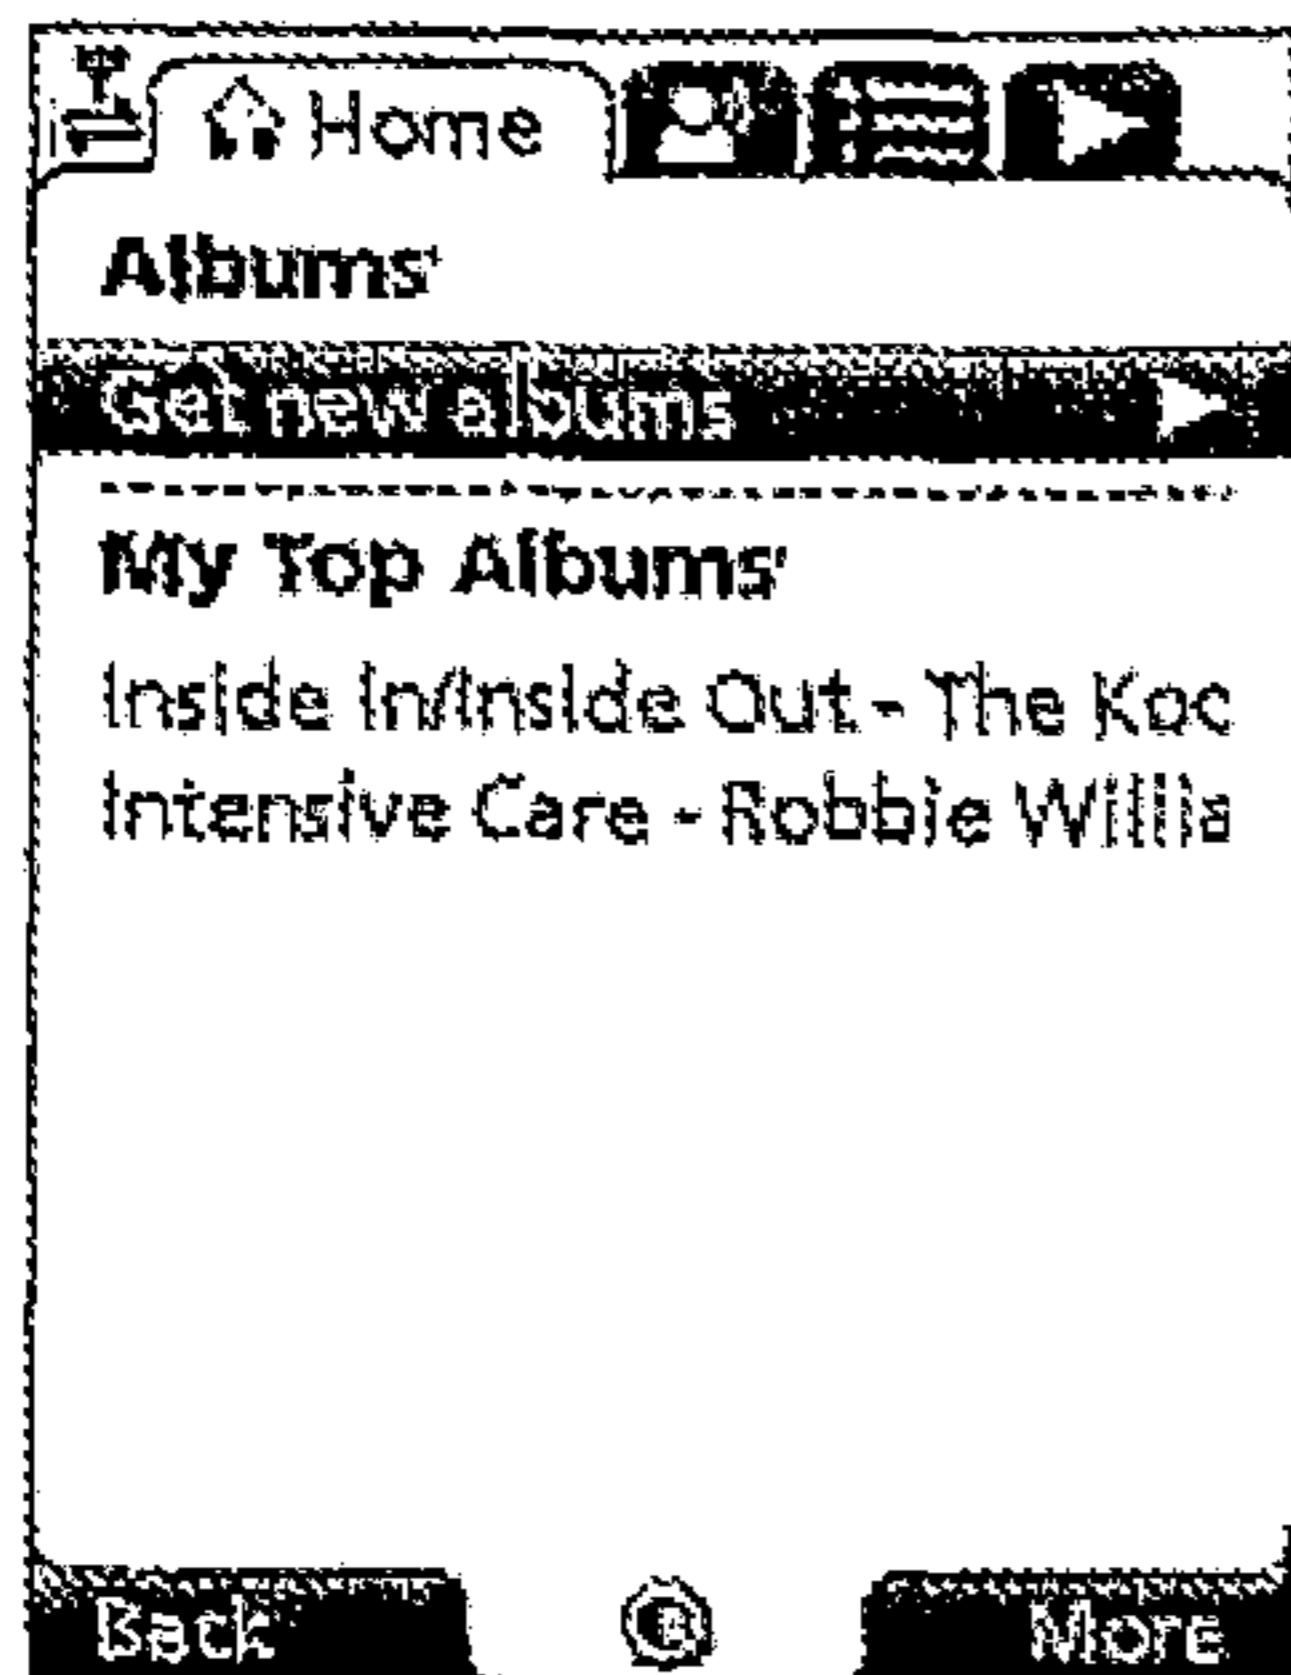 Home
Albums
Get new albums
My Top Albums
Inside In/Inside Out - The Koo
Intensive Care - Robbie Willia
Back
More